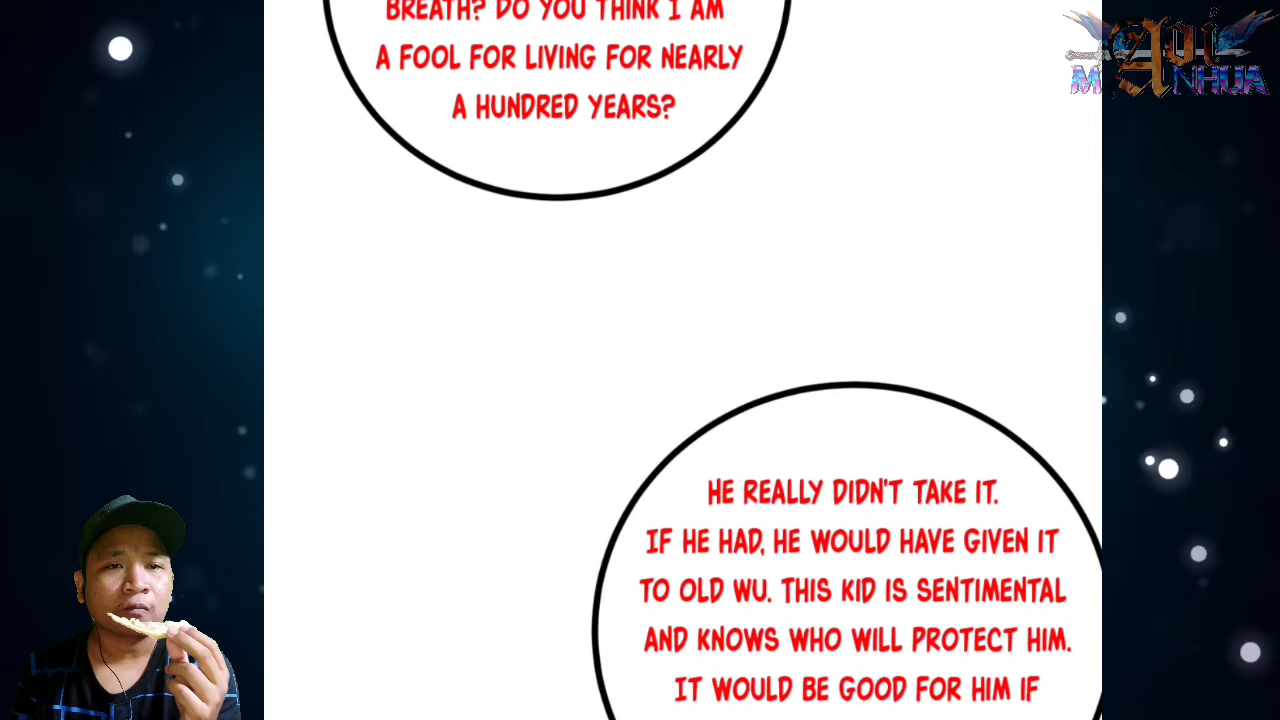 BREATH? DO YOU THINK I AM
A FOOL FOR LIVING FOR NEARLY
A HUNDRED YEARS?
Aoi
MANHUA
HE REALLY DIDN'T TAKE IT.
IF HE HAD, HE WOULD HAVE GIVEN IT
TO OLD WU. THIS KID IS SENTIMENTAL
AND KNOWS WHO WILL PROTECT HIM.
IT WOULD BE GOOD FOR HIM IF